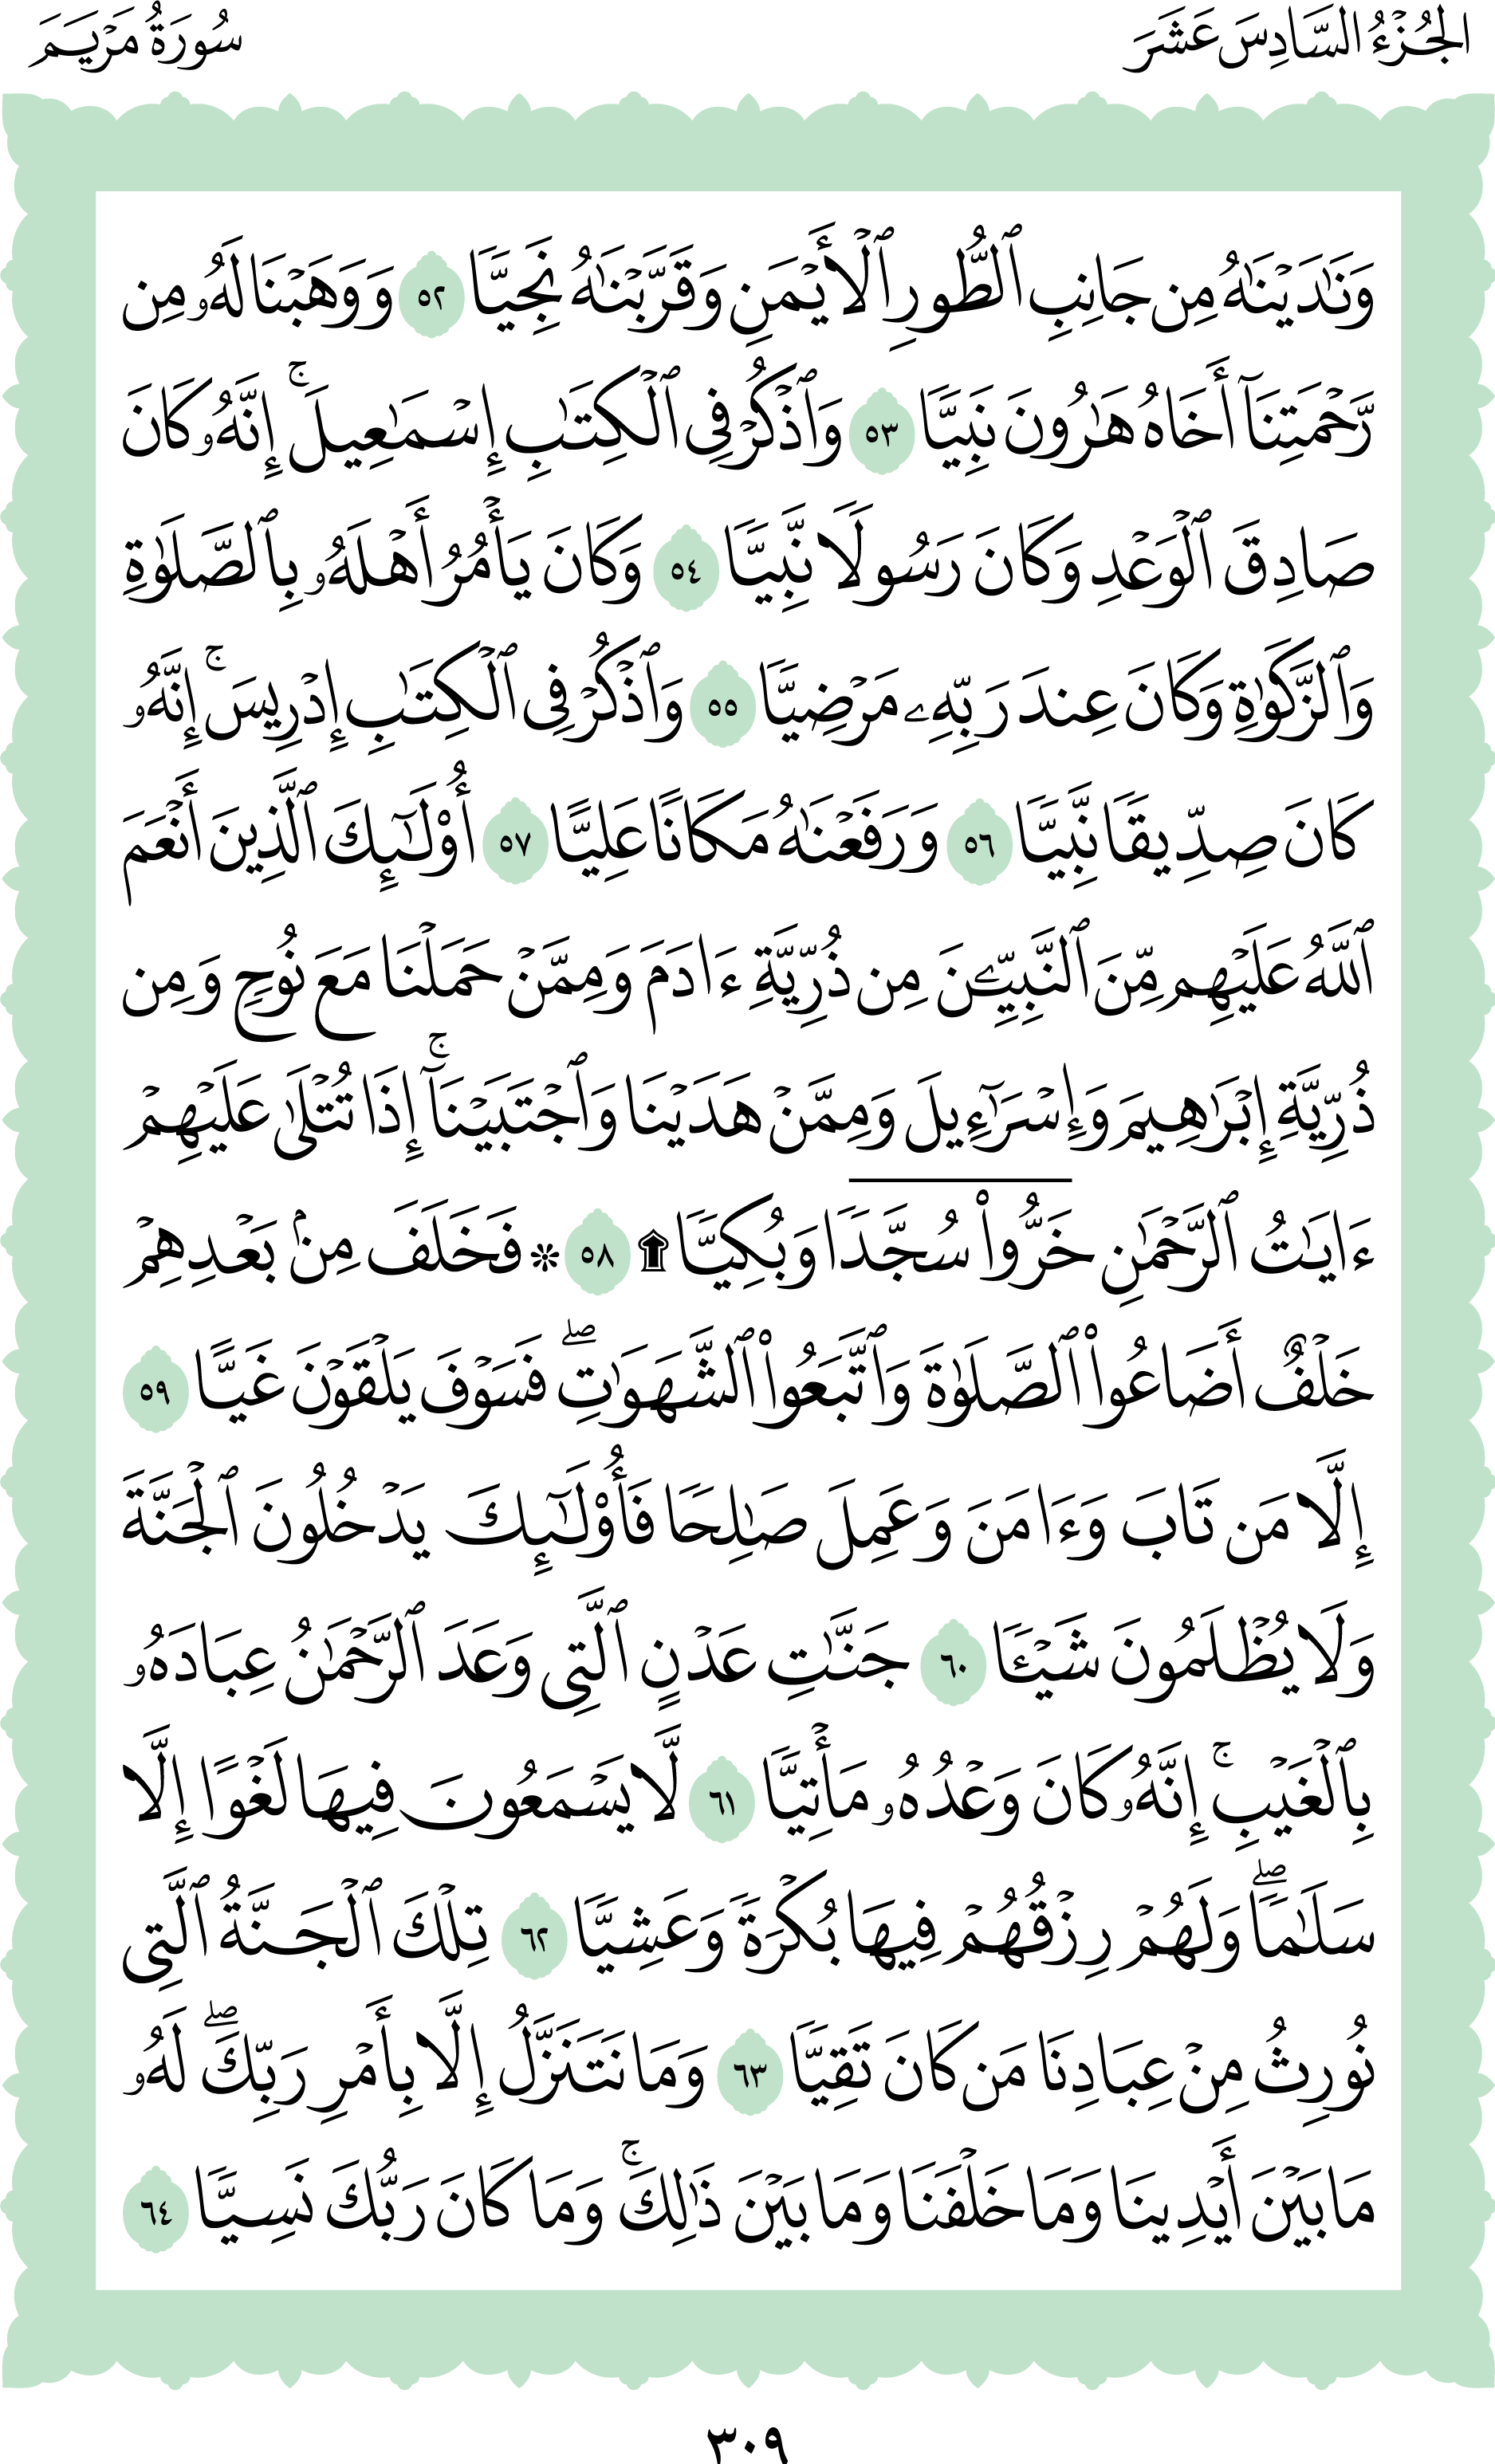 الجُزْءُ السَّادِسَ عَشَرَ
سُورَةُ مَرْيَمَ
وَنَٰدَيۡنَٰهُ مِن جَانِبِ ٱلطُّورِ ٱلۡأَيۡمَنِ وَقَرَّبۡنَٰهُ نَجِيّٗا ٥٢ وَوَهَبۡنَا لَهُۥ مِن
رَّحۡمَتِنَآ أَخَاهُ هَٰرُونَ نَبِيّٗا ٥٣ وَٱذۡكُرۡ فِي ٱلۡكِتَٰبِ إِسۡمَٰعِيلَۚ إِنَّهُۥ كَانَ
صَادِقَ ٱلۡوَعۡدِ وَكَانَ رَسُولٗا نَّبِيّٗا ٥٤ وَكَانَ يَأۡمُرُ أَهۡلَهُۥ بِٱلصَّلَوٰةِ
وَٱلزَّكَوٰةِ وَكَانَ عِندَ رَبِّهِۦ مَرۡضِيّٗا ٥٥ وَٱذۡكُرۡ فِي ٱلۡكِتَٰبِ إِدۡرِيسَۚ إِنَّهُۥ
كَانَ صِدِّيقٗا نَّبِيّٗا ٥٦ وَرَفَعۡنَٰهُ مَكَانًا عَلِيًّا ٥٧ أُوْلَٰٓئِكَ ٱلَّذِينَ أَنۡعَمَ
ٱللَّهُ عَلَيۡهِم مِّنَ ٱلنَّبِيِّـۧنَ مِن ذُرِّيَّةِ ءَادَمَ وَمِمَّنۡ حَمَلۡنَا مَعَ نُوحٖ وَمِن
ذُرِّيَّةِ إِبۡرَٰهِيمَ وَإِسۡرَٰٓءِيلَ وَمِمَّنۡ هَدَيۡنَا وَٱجۡتَبَيۡنَآۚ إِذَا تُتۡلَىٰ عَلَيۡهِمۡ
ءَايَٰتُ ٱلرَّحۡمَٰنِ خَرُّواْۤ سُجَّدٗا وَبُكِيّٗا ۩ ٥٨ ۞ فَخَلَفَ مِنۢ بَعۡدِهِمۡ
خَلۡفٌ أَضَاعُواْ ٱلصَّلَوٰةَ وَٱتَّبَعُواْ ٱلشَّهَوَٰتِۖ فَسَوۡفَ يَلۡقَوۡنَ غَيًّا ٥٩
إِلَّا مَن تَابَ وَءَامَنَ وَعَمِلَ صَٰلِحٗا فَأُوْلَٰٓئِكَ يَدۡخُلُونَ ٱلۡجَنَّةَ
وَلَا يُظۡلَمُونَ شَيۡـٔٗا ٦٠ جَنَّٰتِ عَدۡنٍ ٱلَّتِي وَعَدَ ٱلرَّحۡمَٰنُ عِبَادَهُۥ
بِٱلۡغَيۡبِۚ إِنَّهُۥ كَانَ وَعۡدُهُۥ مَأۡتِيّٗا ٦١ لَّا يَسۡمَعُونَ فِيهَا لَغۡوًا إِلَّا
سَلَٰمٗاۖ وَلَهُمۡ رِزۡقُهُمۡ فِيهَا بُكۡرَةٗ وَعَشِيّٗا ٦٢ تِلۡكَ ٱلۡجَنَّةُ ٱلَّتِي
نُورِثُ مِنۡ عِبَادِنَا مَن كَانَ تَقِيّٗا ٦٣ وَمَا نَتَنَزَّلُ إِلَّا بِأَمۡرِ رَبِّكَۖ لَهُۥ
مَا بَيۡنَ أَيۡدِينَا وَمَا خَلۡفَنَا وَمَا بَيۡنَ ذَٰلِكَۚ وَمَا كَانَ رَبُّكَ نَسِيّٗا ٦٤
٣٠٩